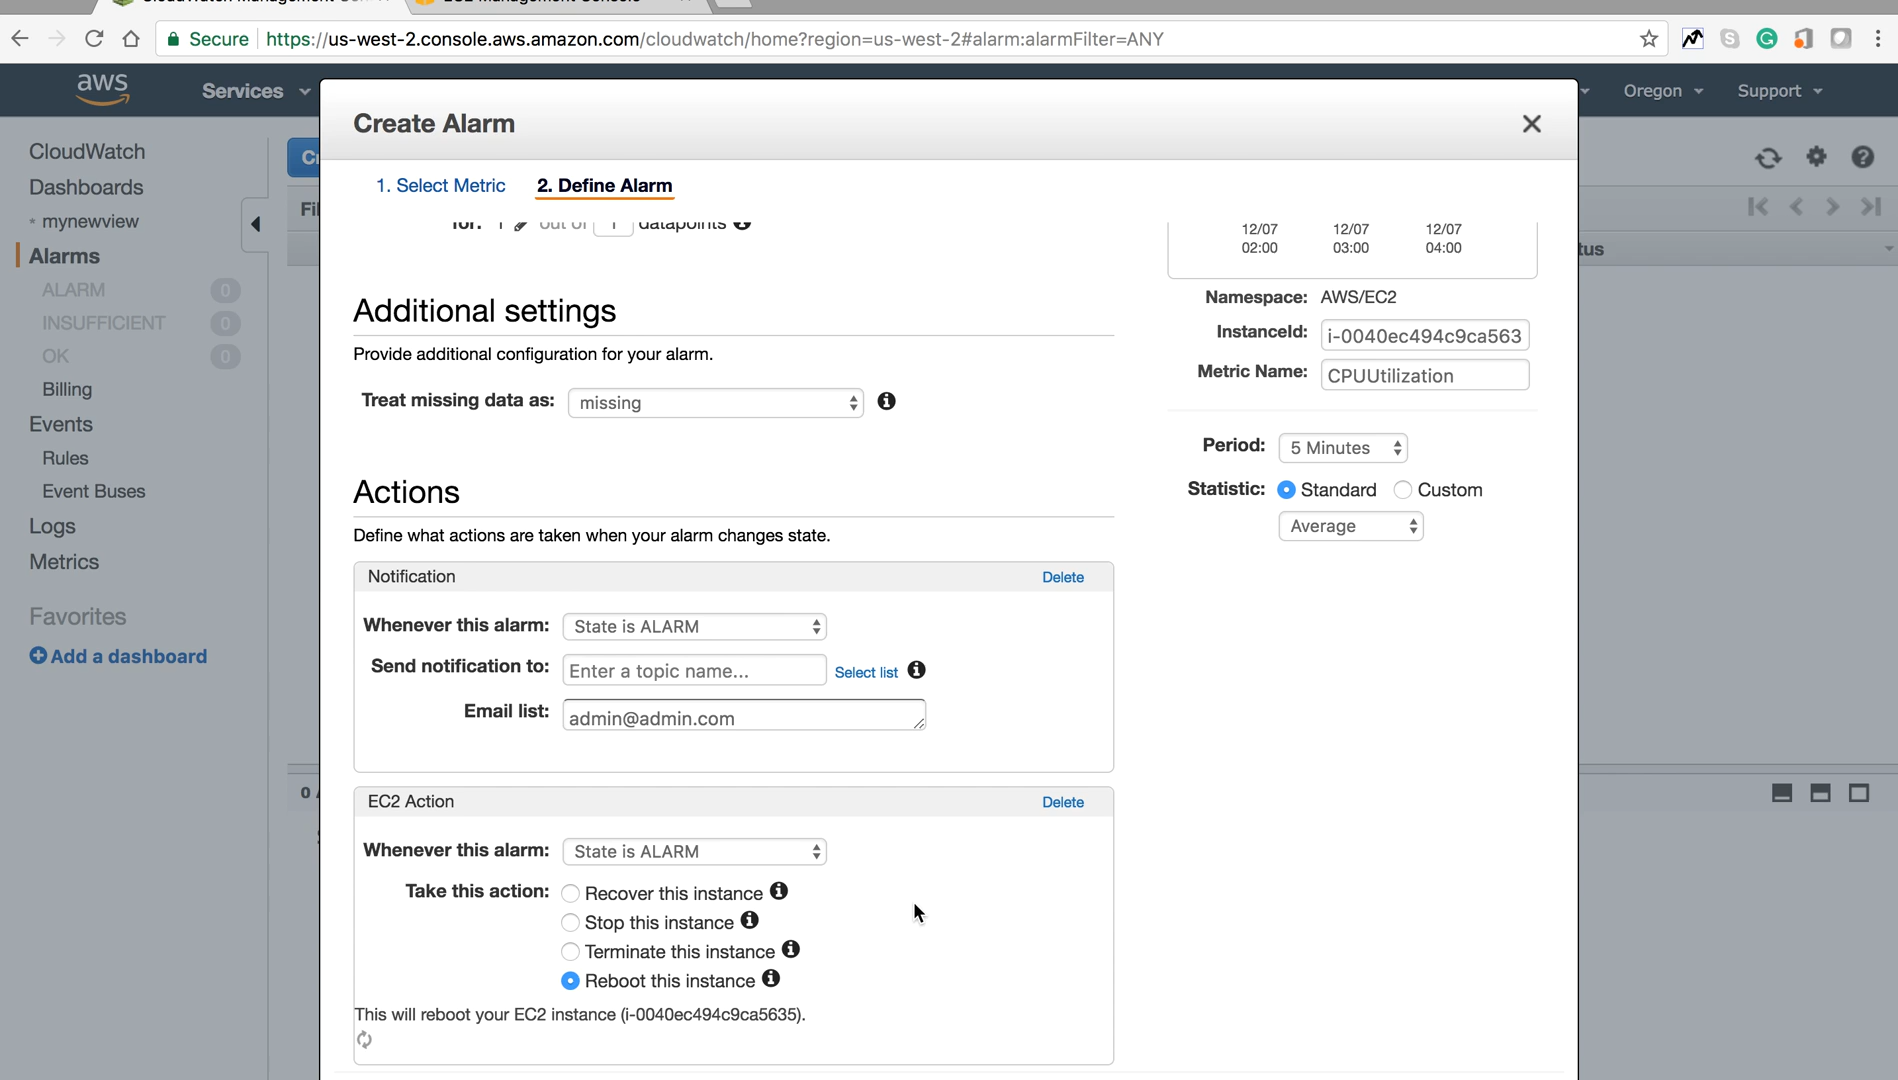 CloudWatch Management Con
EC2 Management Console
Secure https://us-west-2.console.aws.amazon.com/cloudwatch/home?region=us-west-2#alarm:alarmFilter=ANY
aws
Services
Oregon
Support
CloudWatch
Dashboards
* mynewview
Alarms
ALARM 0
INSUFFICIENT 0
OK 0
Billing
Events
Rules
Event Buses
Logs
Metrics
Favorites
Add a dashboard
Fil
tus
0
Create Alarm
1. Select Metric 2. Define Alarm
for: 1 out of 1 datapoints
Additional settings
Provide additional configuration for your alarm.
Treat missing data as: missing
Actions
Define what actions are taken when your alarm changes state.
Notification Delete
Whenever this alarm: State is ALARM
Send notification to: Enter a topic name... Select list
Email list: admin@admin.com
EC2 Action Delete
Whenever this alarm: State is ALARM
Take this action: Recover this instance
Stop this instance
Terminate this instance
Reboot this instance
This will reboot your EC2 instance (i-0040ec494c9ca5635).
12/07 12/07 12/07
02:00 03:00 04:00
Namespace: AWS/EC2
InstanceId: i-0040ec494c9ca563
Metric Name: CPUUtilization
Period: 5 Minutes
Statistic: Standard Custom
Average